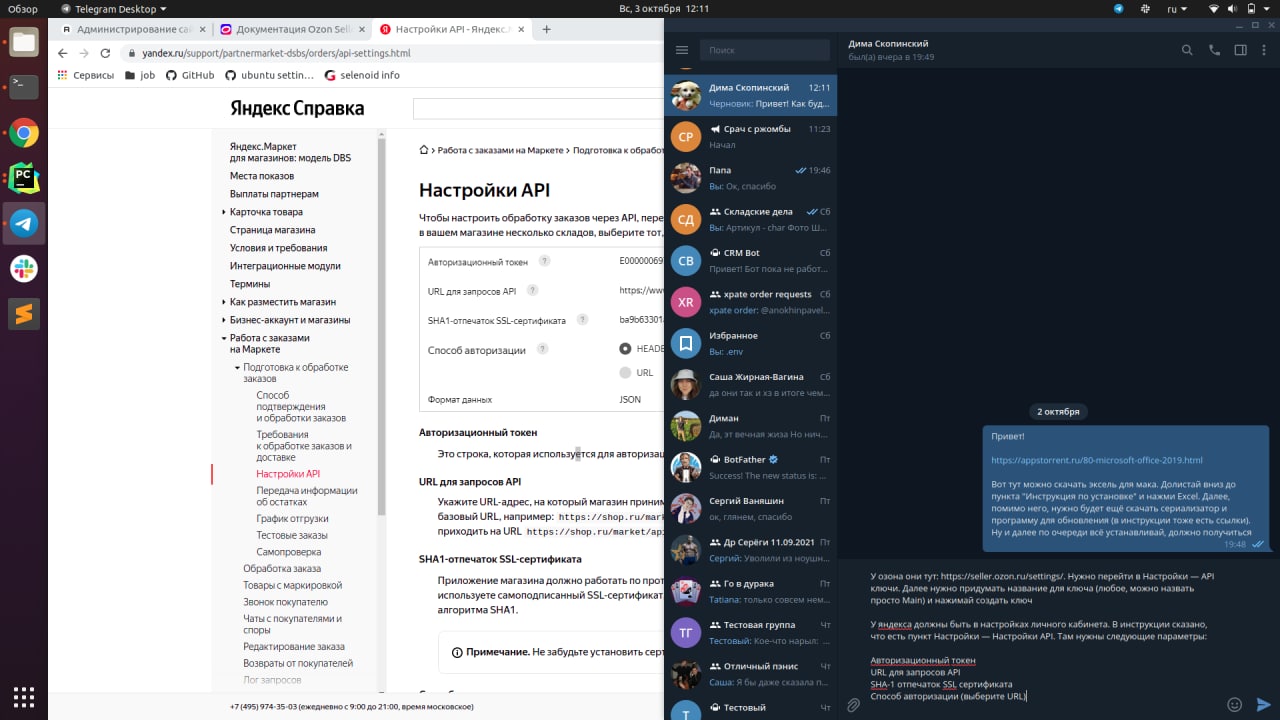 Telegram Desktop
Вс, 3 октября 12:11
ru
Администрирование сай
Документация Ozon Sell
Настройки API - Яндекс.М
yandex.ru/support/partnermarket-dsbs/orders/api-settings.html
Сервисы
job
GitHub
ubuntu settin...
selenoid info
Яндекс Справка
Яндекс.Маркет
для магазинов: модель DBS
Места показов
Выплаты партнерам
Карточка товара
Страница магазина
Условия и требования
Интеграционные модули
Термины
Как разместить магазин
Бизнес-аккаунт и магазины
Работа с заказами
на Маркете
Подготовка к обработке
заказов
Способ
подтверждения
и обработки заказов
Требования
к обработке заказов и
доставке
Настройки API
Передача информации
об остатках
График отгрузки
Тестовые заказы
Самопроверка
Обработка заказа
Товары с маркировкой
Звонок покупателю
Чаты с покупателями и
споры
Редактирование заказа
Возвраты от покупателей
Лог запросов
Работа с заказами на Маркете > Подготовка к обработ
Настройки API
Чтобы настроить обработку заказов через API, пере
в вашем магазине несколько складов, выберите тот,
Авторизационный токен ? E00000069
URL для запросов API ? https://ww
SHA1-отпечаток SSL-сертификата ? ba9b63301
Способ авторизации ? HEADE
URL
Формат данных JSON
Авторизационный токен
Это строка, которая используется для авторизац
URL для запросов API
Укажите URL-адрес, на который магазин приним
базовый URL, например: https://shop.ru/mark
приходить на URL https://shop.ru/market/ap
SHA1-отпечаток SSL-сертификата
Приложение магазина должно работать по прот
используете самоподписанный SSL-сертификат
алгоритма SHA1.
Примечание. Не забудьте установить серт
+7 (495) 974-35-03 (ежедневно с 9:00 до 21:00, время московское)
PC
Поиск
Дима Скопинский 12:11
Черновик: Привет! Как буд...
СР
Срач с ржомбы 11:23
Начал
Папа 19:46
Вы: Ок, спасибо
СД
Складские дела Сб
Вы: Артикул - char Фото Ш...
CB
CRM Bot Сб
Привет! Бот пока не работ...
XR
xpate order requests Сб
xpate order: @anokhinpavel...
Избранное Сб
Вы: .env
Саша Жирная-Вагина Сб
да они так и хз в итоге чем...
Диман Пт
Да, эт вечная жиза Но нич...
BotFather Пт
Success! The new status is: ...
Сергий Ваняшин Пт
ок, глянем, спасибо
Др Серёги 11.09.2021 Пт
Сергий: Уволили из ноушн...
Го в дурака Пт
Tatiana: только совсем нем...
ТГ
Тестовая группа Чт
Тестовый: Кое-что нарыл: ...
Отличный пэнис Чт
Саша: Я бы даже сказала п...
Т
Тестовый Чт
Дима Скопинский
был(а) вчера в 19:49
2 октября
Привет!
https://appstorrent.ru/80-microsoft-office-2019.html
Вот тут можно скачать эксель для мака. Долистай вниз до
пункта "Инструкция по установке" и нажми Excel. Далее,
помимо него, нужно будет ещё скачать сериализатор и
программу для обновления (в инструкции тоже есть ссылки).
Ну и далее по очереди всё устанавливай, должно получиться
19:48
У озона они тут: https://seller.ozon.ru/settings/. Нужно перейти в Настройки — API
ключи. Далее нужно придумать название для ключа (любое, можно назвать
просто Main) и нажимай создать ключ
У яндекса должны быть в настройках личного кабинета. В инструкции сказано,
что есть пункт Настройки — Настройки API. Там нужны следующие параметры:
Авторизационный токен
URL для запросов API
SHA-1 отпечаток SSL сертификата
Способ авторизации (выберите URL)